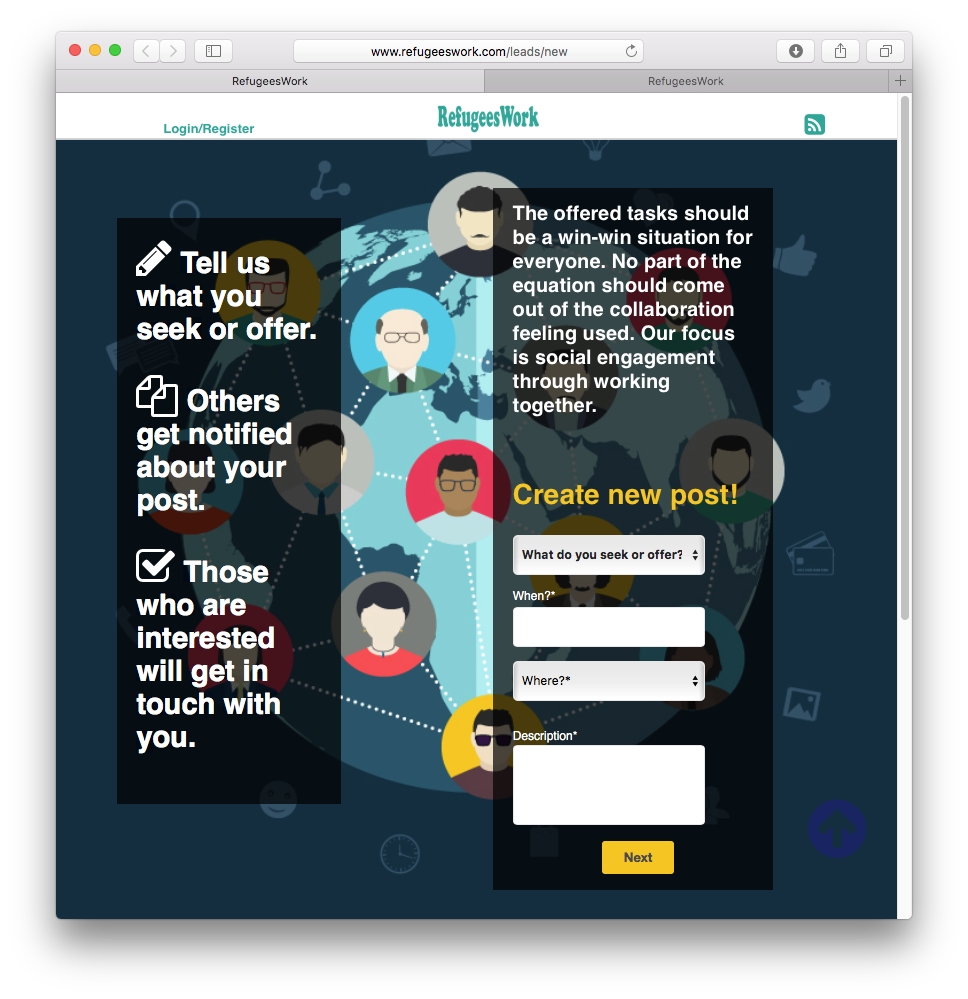 www.refugeeswork.com/leads/new
RefugeesWork
RefugeesWork
Login/Register
RefugeesWork
Tell us
what you
seek or offer.
Others
get notified
about your
post.
Those
who are
interested
will get in
touch with
you.
The offered tasks should
be a win-win situation for
everyone. No part of the
equation should come
out of the collaboration
feeling used. Our focus
is social engagement
through working
together.
Create new post!
What do you seek or offer?
When?*
Where?*
Description*
Next